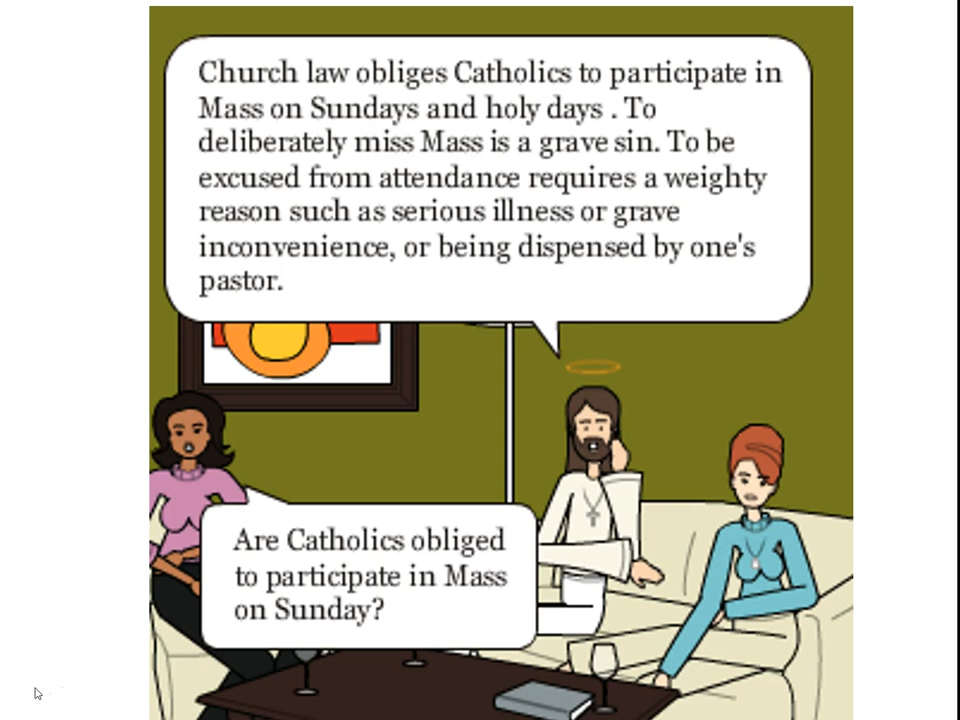 Church law obliges Catholics to participate in
Mass on Sundays and holy days . To
deliberately miss Mass is a grave sin. To be
excused from attendance requires a weighty
reason such as serious illness or grave
inconvenience, or being dispensed by one's
pastor.
Are Catholics obliged
to participate in Mass
on Sunday?